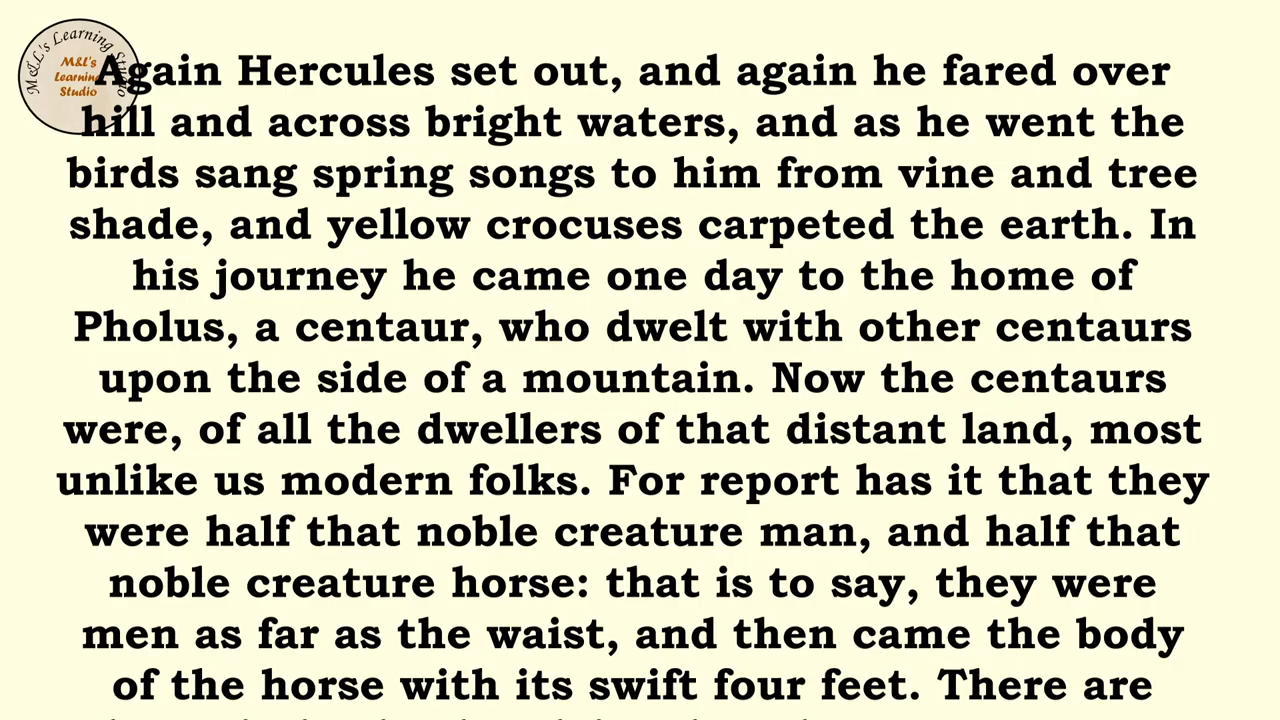 M&L's Learning Studio
M&L's
Learning
Studio
Again Hercules set out, and again he fared over
hill and across bright waters, and as he went the
birds sang spring songs to him from vine and tree
shade, and yellow crocuses carpeted the earth. In
his journey he came one day to the home of
Pholus, a centaur, who dwelt with other centaurs
upon the side of a mountain. Now the centaurs
were, of all the dwellers of that distant land, most
unlike us modern folks. For report has it that they
were half that noble creature man, and half that
noble creature horse: that is to say, they were
men as far as the waist, and then came the body
of the horse with its swift four feet. There are